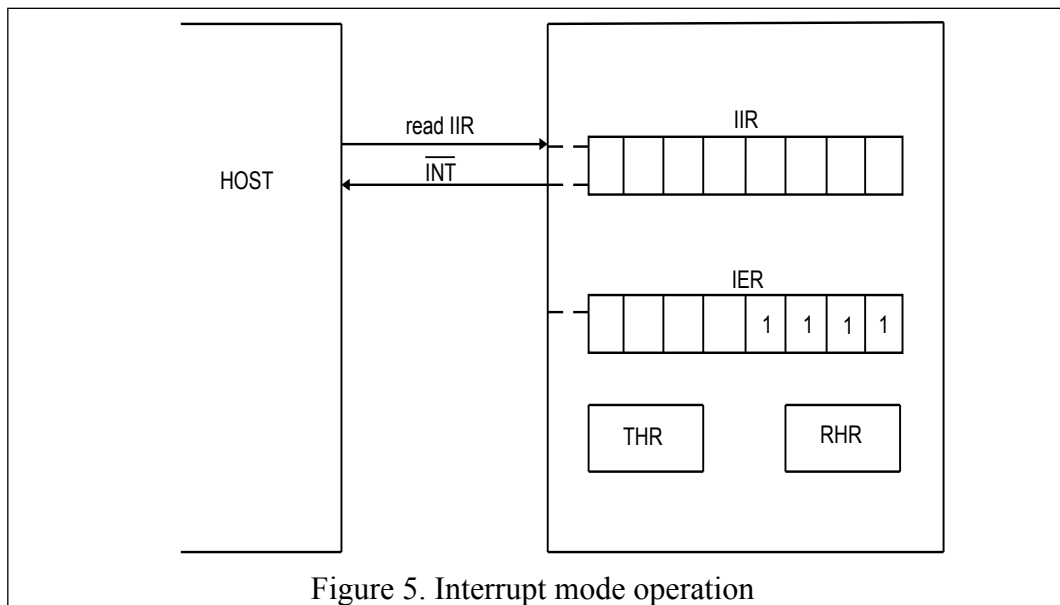 read IIR
IIR
HOST
INT
IER
1 1 1 1
THR RHR
Figure 5. Interrupt mode operation